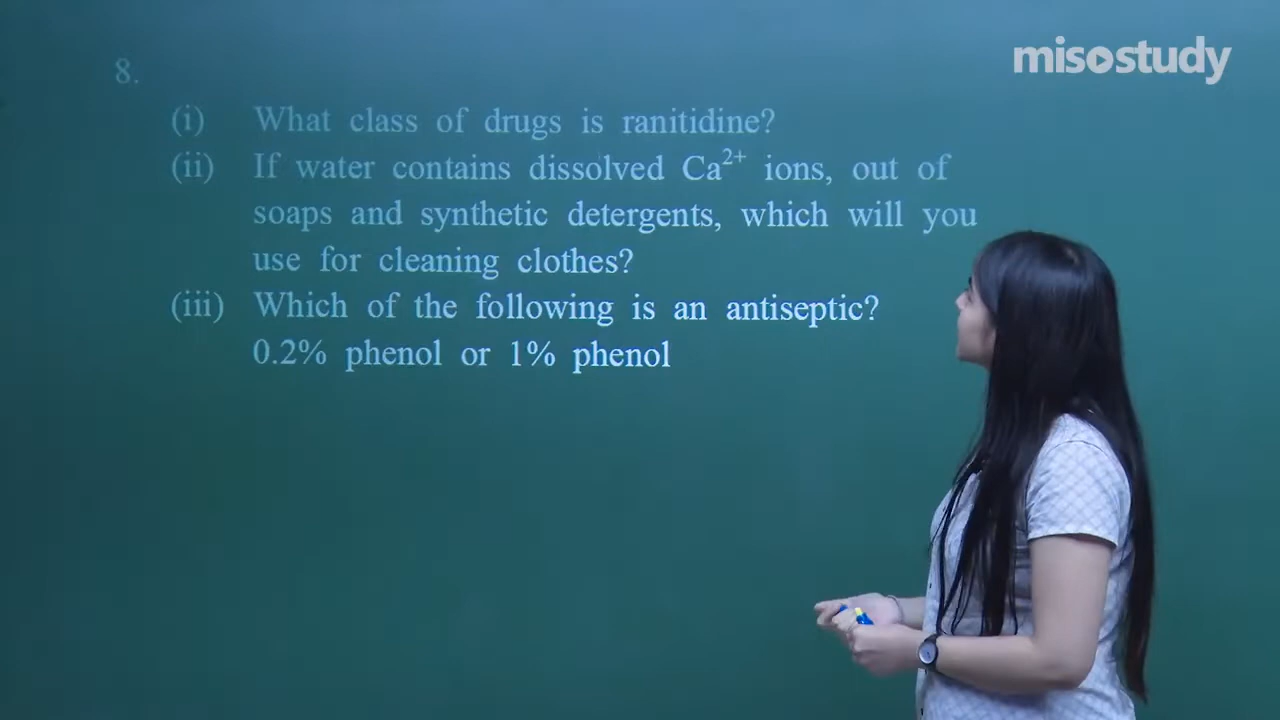 misostudy
8.
(i) What class of drugs is ranitidine?
(ii) If water contains dissolved Ca²⁺ ions, out of
soaps and synthetic detergents, which will you
use for cleaning clothes?
(iii) Which of the following is an antiseptic?
0.2% phenol or 1% phenol